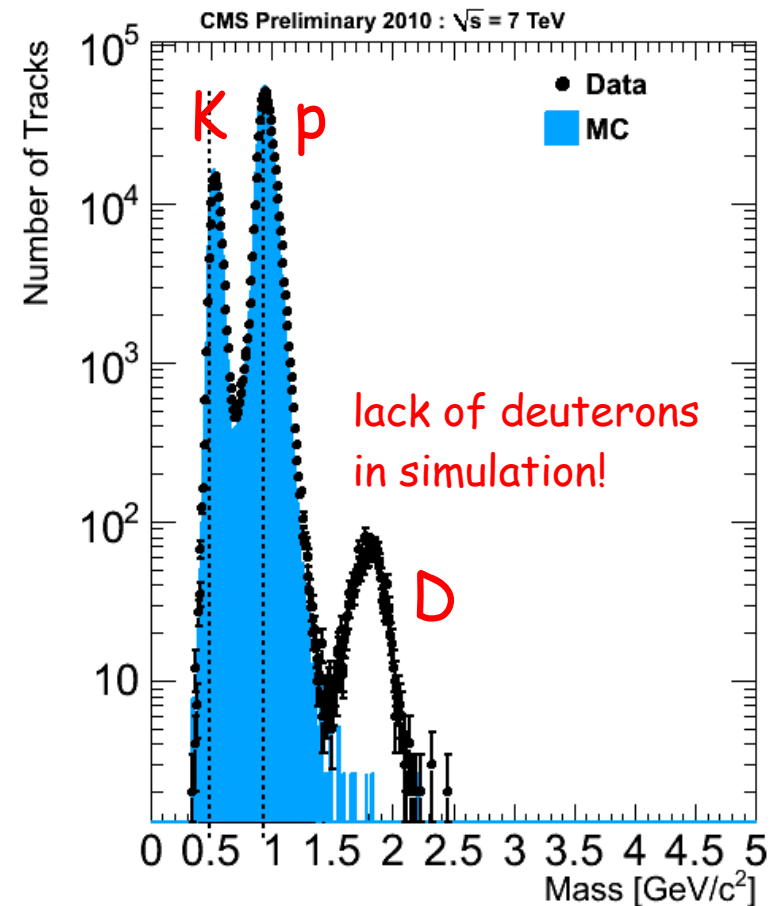 CMS Preliminary 2010 : √s = 7 TeV
Number of Tracks
10⁵
10⁴
10³
10²
10
K p
Data
MC
lack of deuterons
in simulation!
D
0 0.5 1 1.5 2 2.5 3 3.5 4 4.5 5
Mass [GeV/c²]